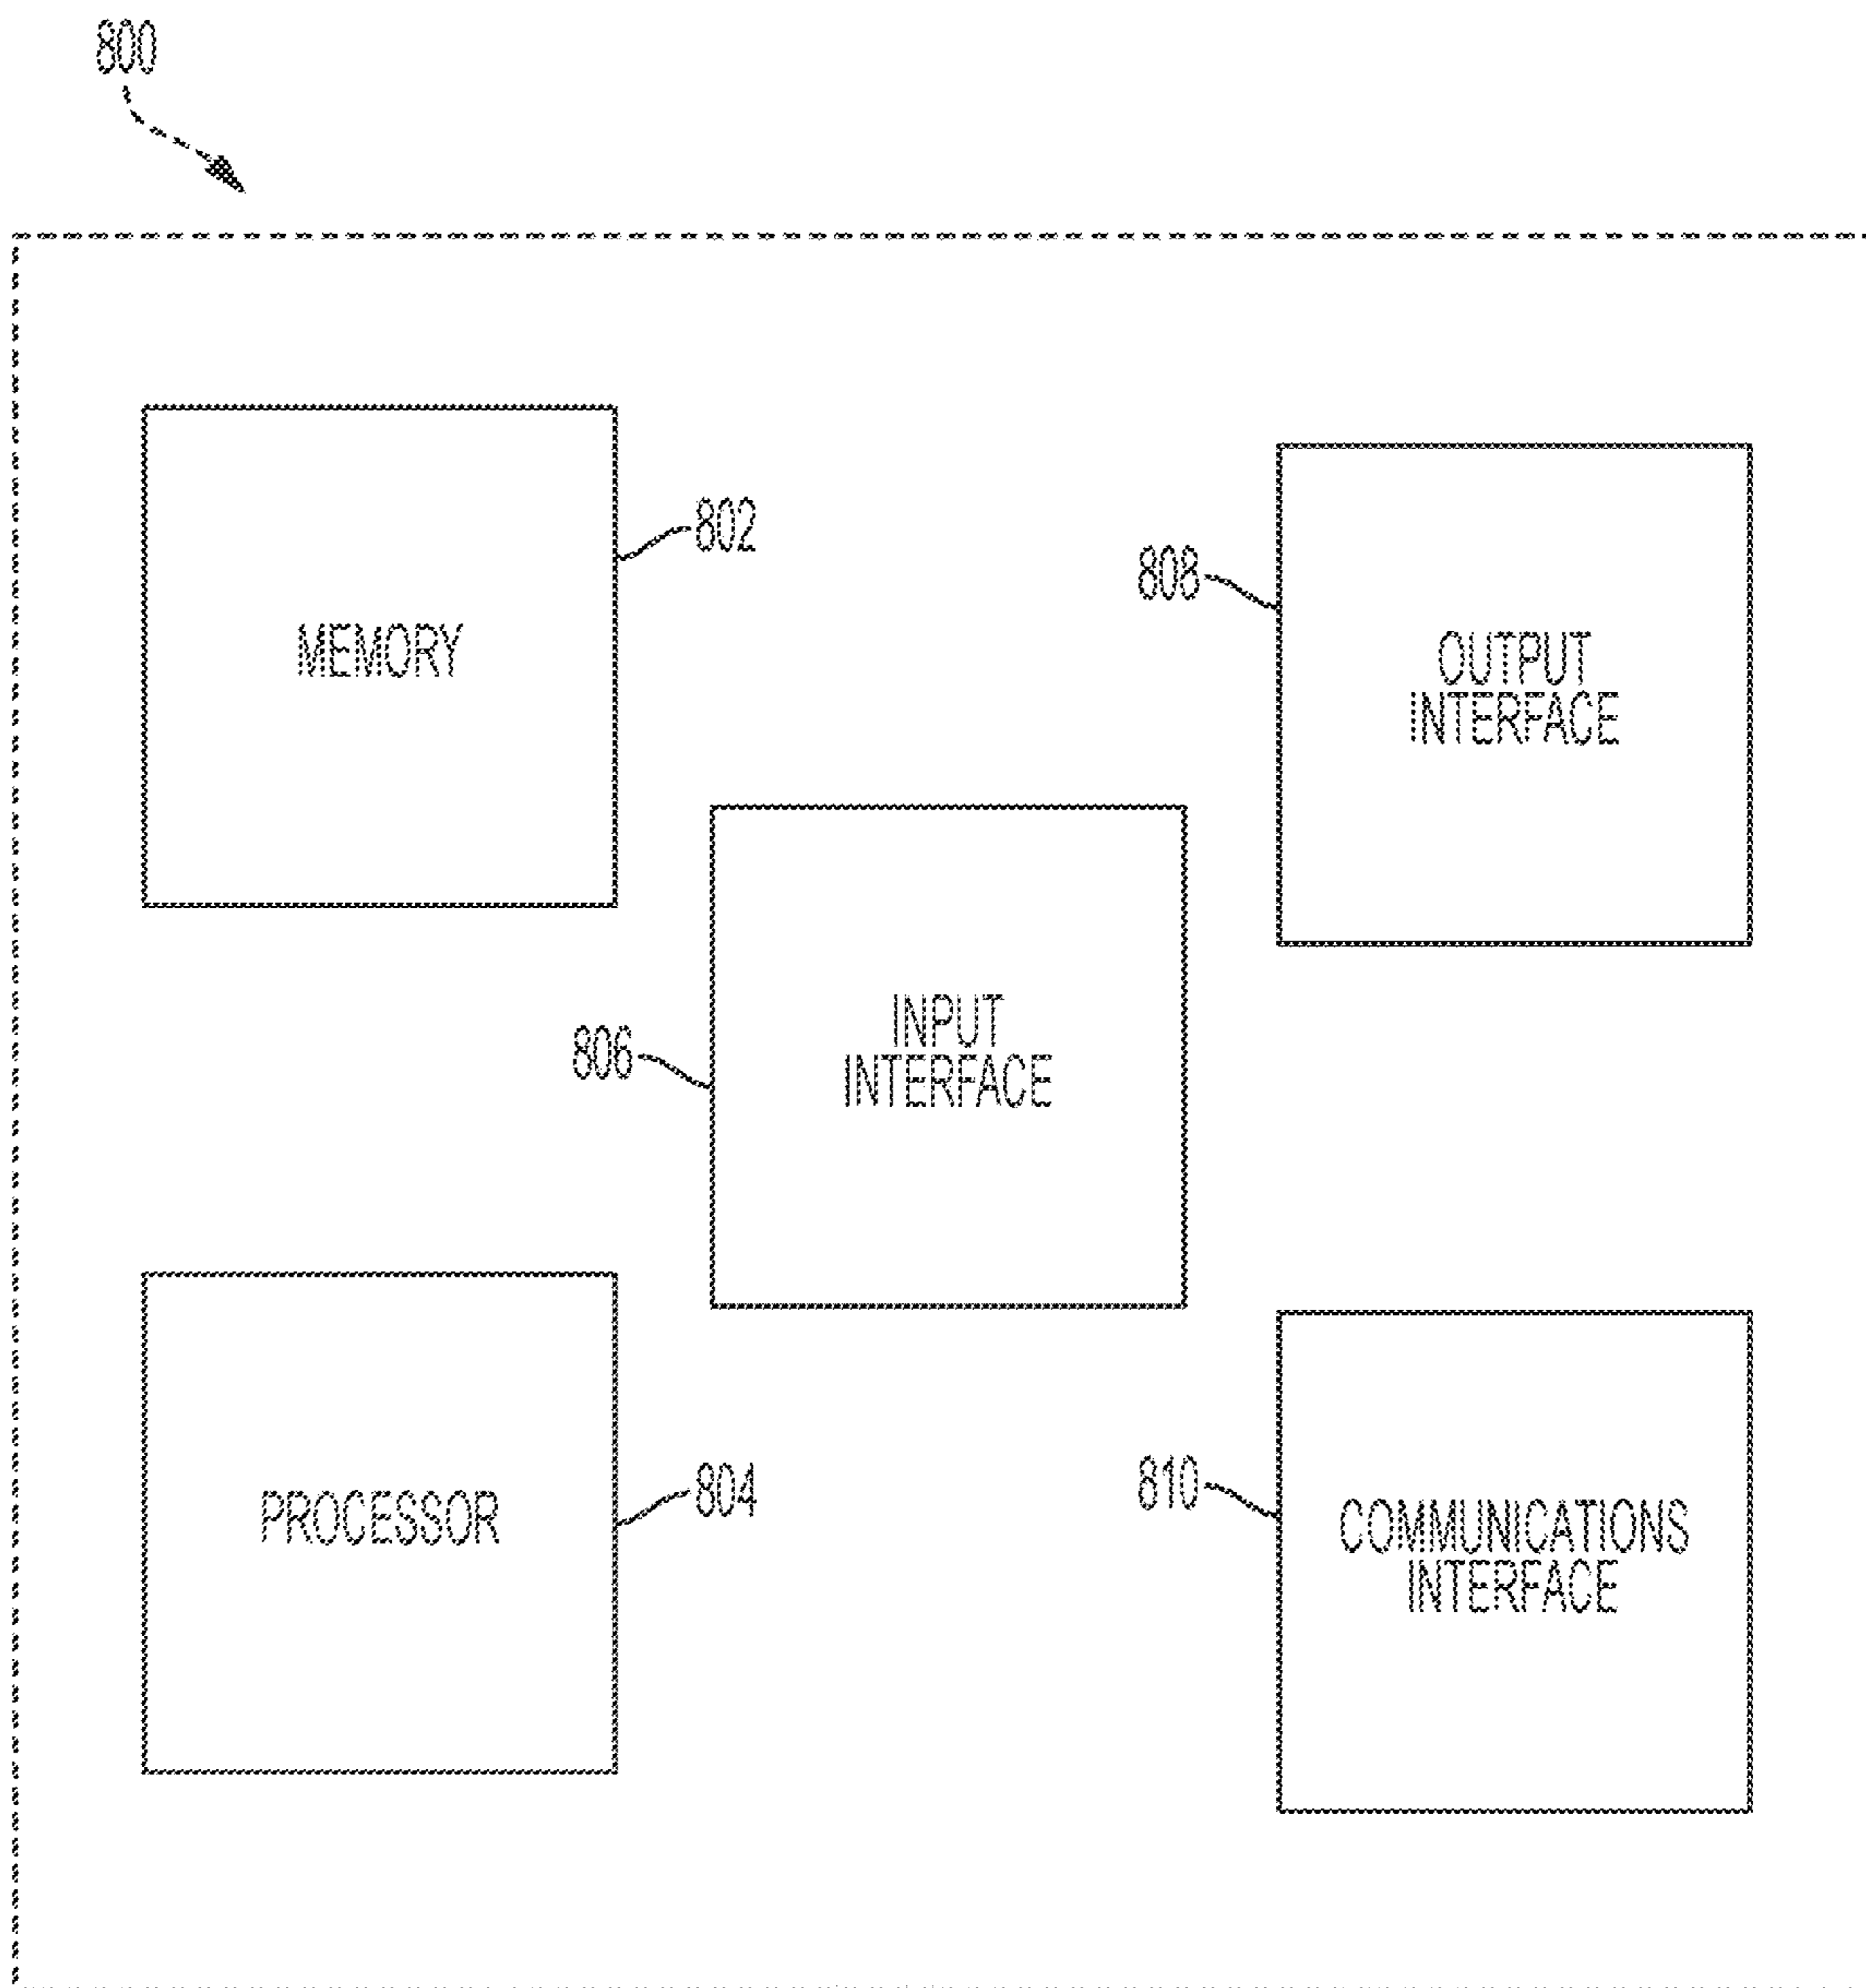 800
MEMORY
802
808
OUTPUT
INTERFACE
806
INPUT
INTERFACE
PROCESSOR
804
810
COMMUNICATIONS
INTERFACE